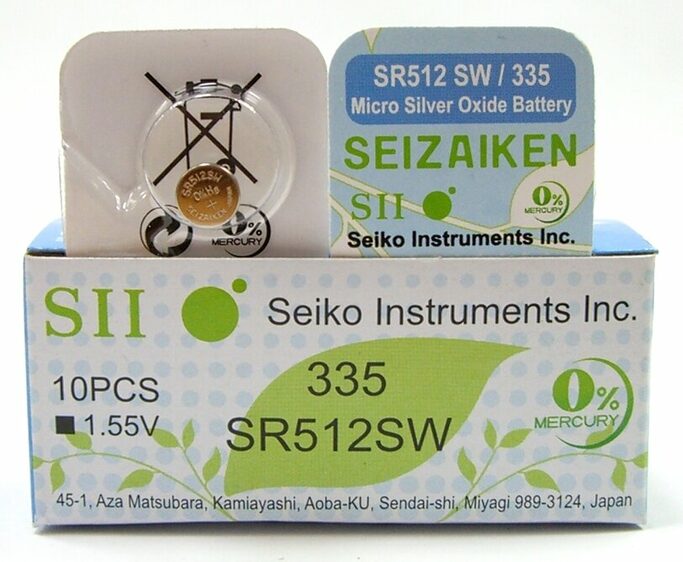 SR512SW
0%Hg
+
SEIZAIKEN
0%
MERCURY
SR512 SW / 335
Micro Silver Oxide Battery
SEIZAIKEN
SII
0%
MERCURY
Seiko Instruments Inc.
SII
Seiko Instruments Inc.
10PCS
1.55V
335
SR512SW
0%
MERCURY
45-1, Aza Matsubara, Kamiayashi, Aoba-KU, Sendai-shi, Miyagi 989-3124, Japan